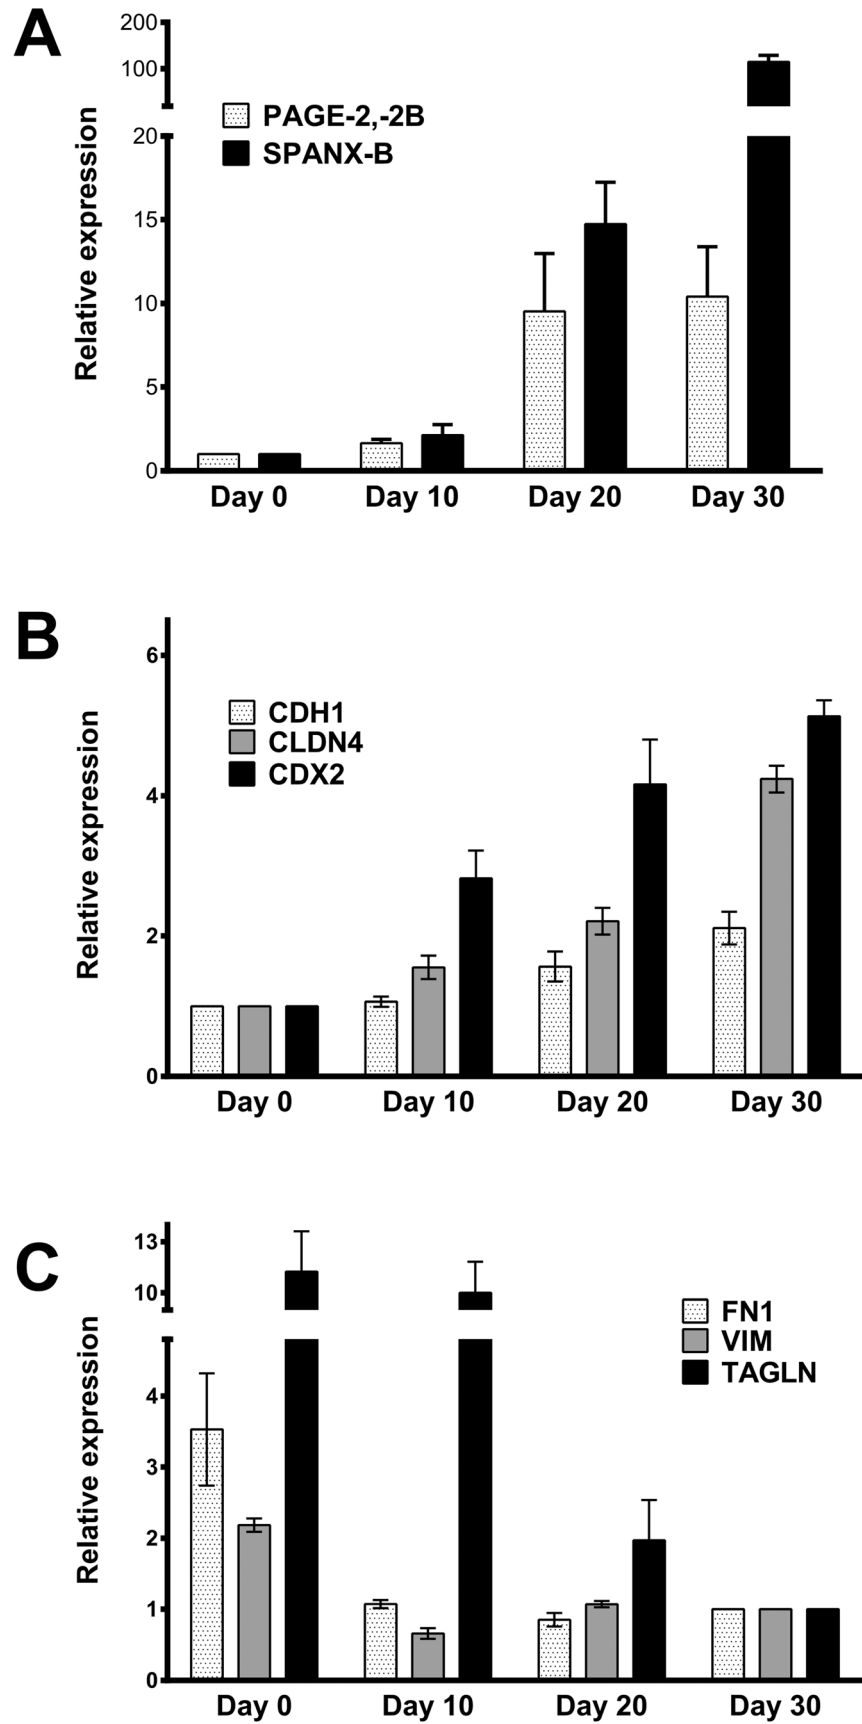 A
Relative expression
200
100
20
15
10
5
0
PAGE-2,-2B
SPANX-B
Day 0 Day 10 Day 20 Day 30
B
Relative expression
6
4
2
0
CDH1
CLDN4
CDX2
Day 0 Day 10 Day 20 Day 30
C
Relative expression
13
10
4
3
2
1
0
FN1
VIM
TAGLN
Day 0 Day 10 Day 20 Day 30